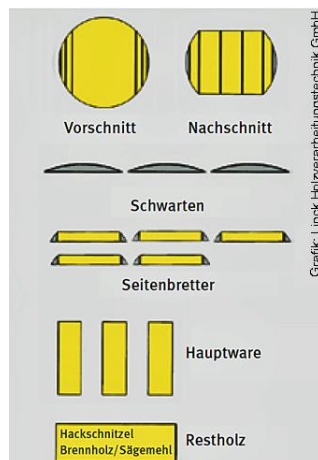 Vorschnitt
Nachschnitt
Schwarten
Seitenbretter
Hauptware
Hackschnitzel
Brennholz/Sägemehl
Restholz
Grafik: Linck Holzverarbeitungstechnik GmbH